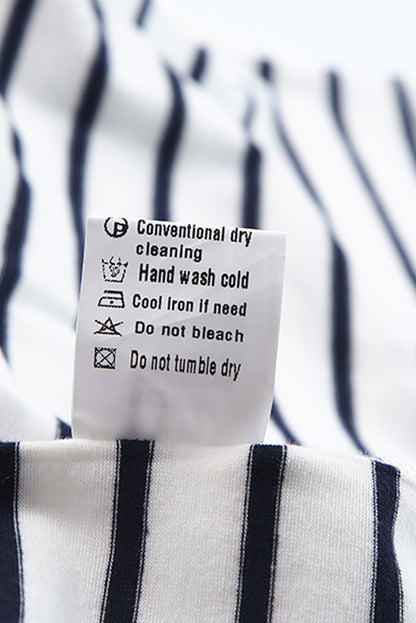 P Conventional dry
cleaning
Hand wash cold
Cool Iron if need
Do not bleach
Do not tumble dry